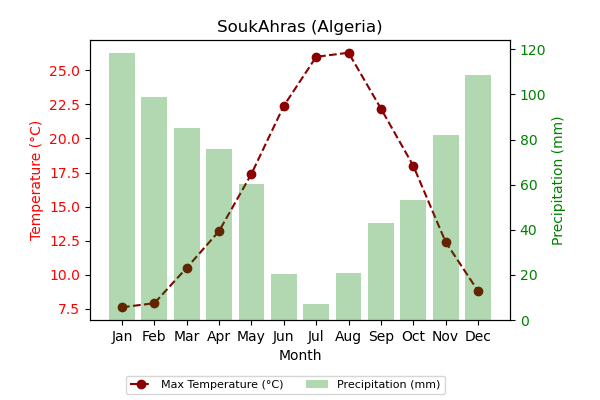 SoukAhras (Algeria)
Temperature (°C)
25.0
22.5
20.0
17.5
15.0
12.5
10.0
7.5
120
100
80
60
40
20
0
Precipitation (mm)
Jan Feb Mar Apr May Jun Jul Aug Sep Oct Nov Dec
Month
Max Temperature (°C) Precipitation (mm)